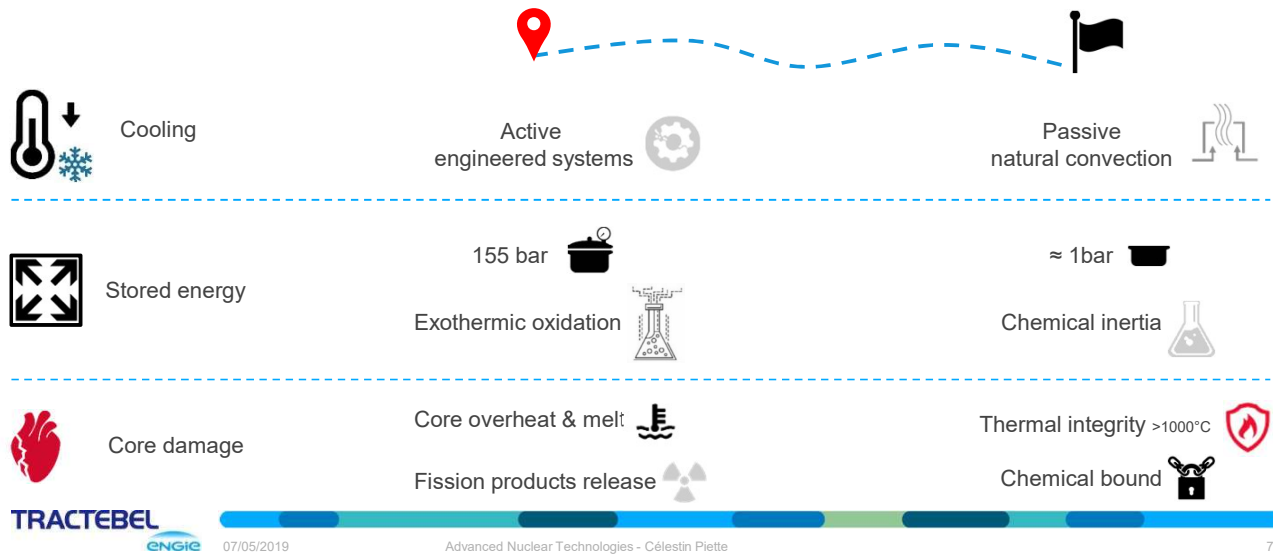 Cooling
Active
engineered systems
Passive
natural convection
Stored energy
155 bar
≈ 1bar
Exothermic oxidation
Chemical inertia
Core damage
Core overheat & melt
Thermal integrity >1000°C
Fission products release
Chemical bound
TRACTEBEL
ENGIE
07/05/2019
Advanced Nuclear Technologies - Célestin Piette
7